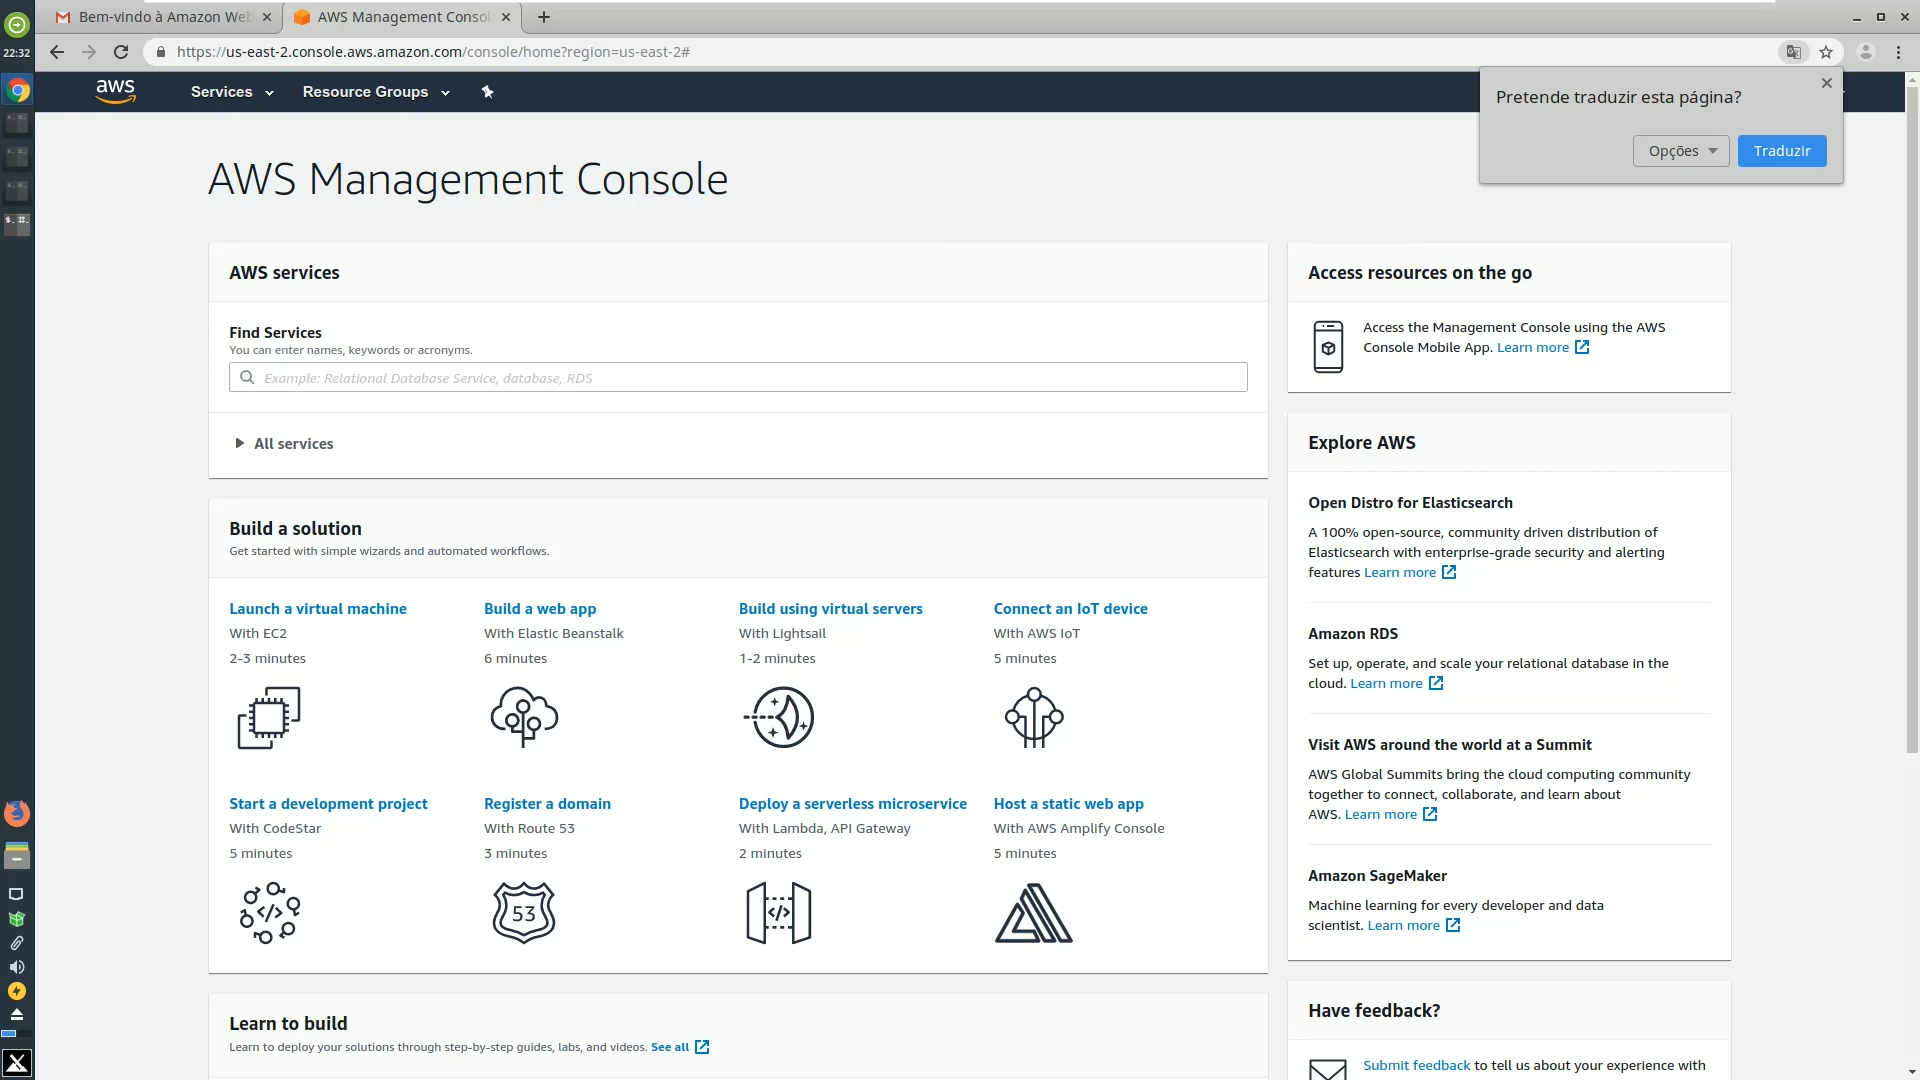 Bem-vindo à Amazon Web
AWS Management Consol
22:32
https://us-east-2.console.aws.amazon.com/console/home?region=us-east-2#
aws
Services
Resource Groups
Pretende traduzir esta página?
Opções
Traduzir
AWS Management Console
AWS services
Find Services
You can enter names, keywords or acronyms.
Example: Relational Database Service, database, RDS
All services
Build a solution
Get started with simple wizards and automated workflows.
Launch a virtual machine
With EC2
2-3 minutes
Build a web app
With Elastic Beanstalk
6 minutes
Build using virtual servers
With Lightsail
1-2 minutes
Connect an IoT device
With AWS IoT
5 minutes
Start a development project
With CodeStar
5 minutes
Register a domain
With Route 53
3 minutes
53
Deploy a serverless microservice
With Lambda, API Gateway
2 minutes
</>
Host a static web app
With AWS Amplify Console
5 minutes
</>
Learn to build
Learn to deploy your solutions through step-by-step guides, labs, and videos. See all
Access resources on the go
Access the Management Console using the AWS
Console Mobile App. Learn more
Explore AWS
Open Distro for Elasticsearch
A 100% open-source, community driven distribution of
Elasticsearch with enterprise-grade security and alerting
features Learn more
Amazon RDS
Set up, operate, and scale your relational database in the
cloud. Learn more
Visit AWS around the world at a Summit
AWS Global Summits bring the cloud computing community
together to connect, collaborate, and learn about
AWS. Learn more
Amazon SageMaker
Machine learning for every developer and data
scientist. Learn more
Have feedback?
Submit feedback to tell us about your experience with